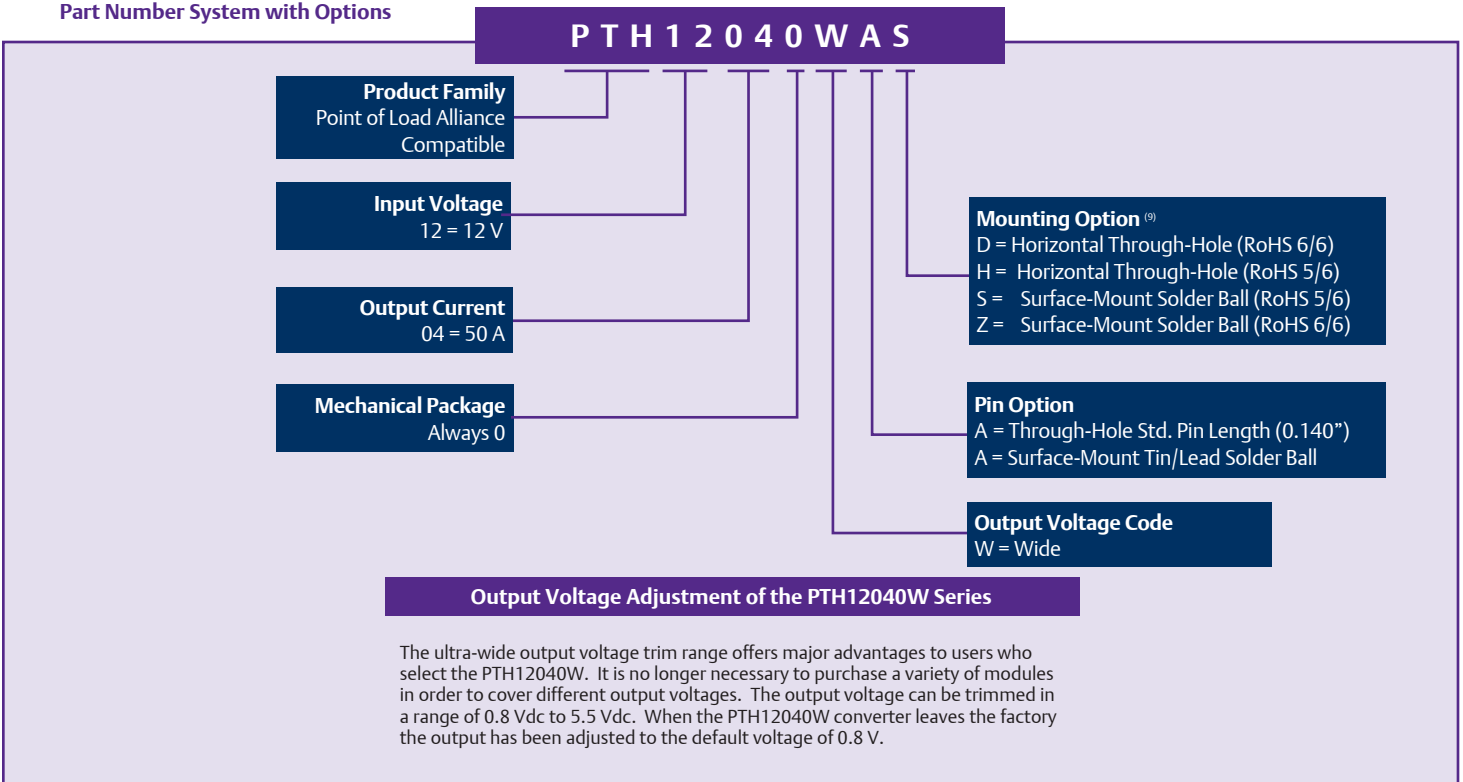 Part Number System with Options
PTH12040WAS
Product Family
Point of Load Alliance
Compatible
Input Voltage
12 = 12 V
Output Current
04 = 50 A
Mechanical Package
Always 0
Mounting Option (9)
D = Horizontal Through-Hole (RoHS 6/6)
H = Horizontal Through-Hole (RoHS 5/6)
S = Surface-Mount Solder Ball (RoHS 5/6)
Z = Surface-Mount Solder Ball (RoHS 6/6)
Pin Option
A = Through-Hole Std. Pin Length (0.140”)
A = Surface-Mount Tin/Lead Solder Ball
Output Voltage Code
W = Wide
Output Voltage Adjustment of the PTH12040W Series
The ultra-wide output voltage trim range offers major advantages to users who
select the PTH12040W. It is no longer necessary to purchase a variety of modules
in order to cover different output voltages. The output voltage can be trimmed in
a range of 0.8 Vdc to 5.5 Vdc. When the PTH12040W converter leaves the factory
the output has been adjusted to the default voltage of 0.8 V.